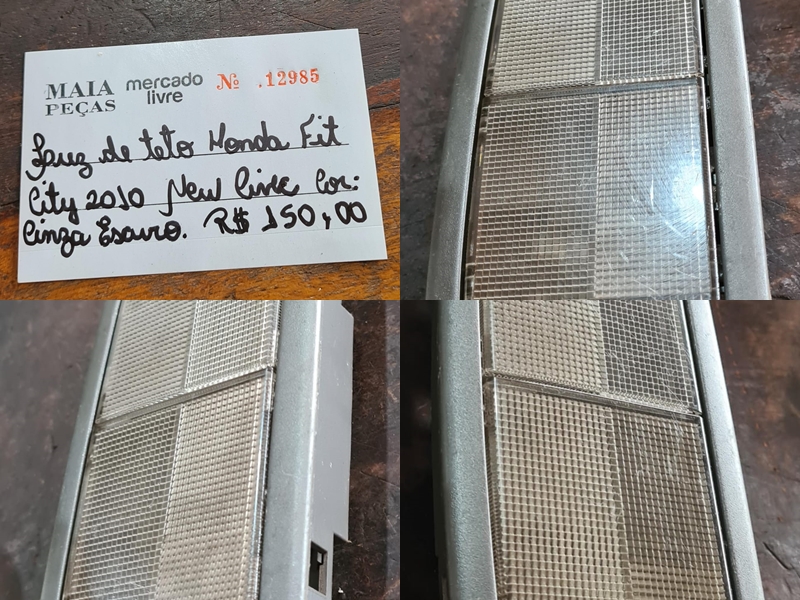 MAIA PEÇAS
mercado livre
Nº .12985
Luz de teto Honda Fit
City 2010 New Civic Cor:
Cinza Escuro. R$ 150,00